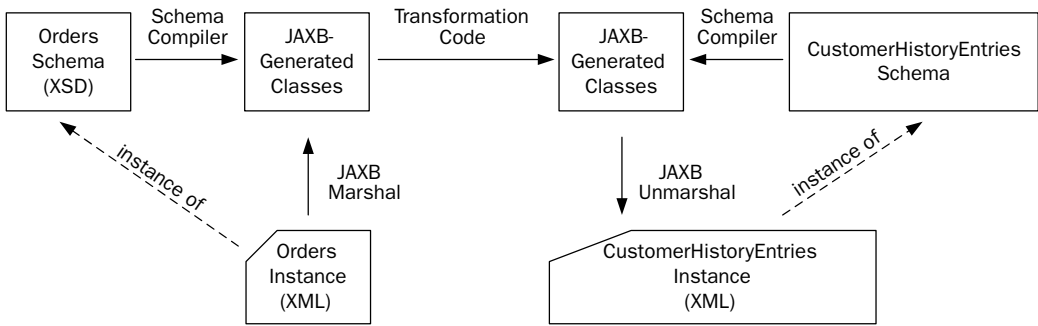 Orders
Schema
(XSD)
Schema
Compiler
JAXB-
Generated
Classes
Transformation
Code
JAXB-
Generated
Classes
Schema
Compiler
CustomerHistoryEntries
Schema
instance of
JAXB
Marshal
JAXB
Unmarshal
instance of
Orders
Instance
(XML)
CustomerHistoryEntries
Instance
(XML)